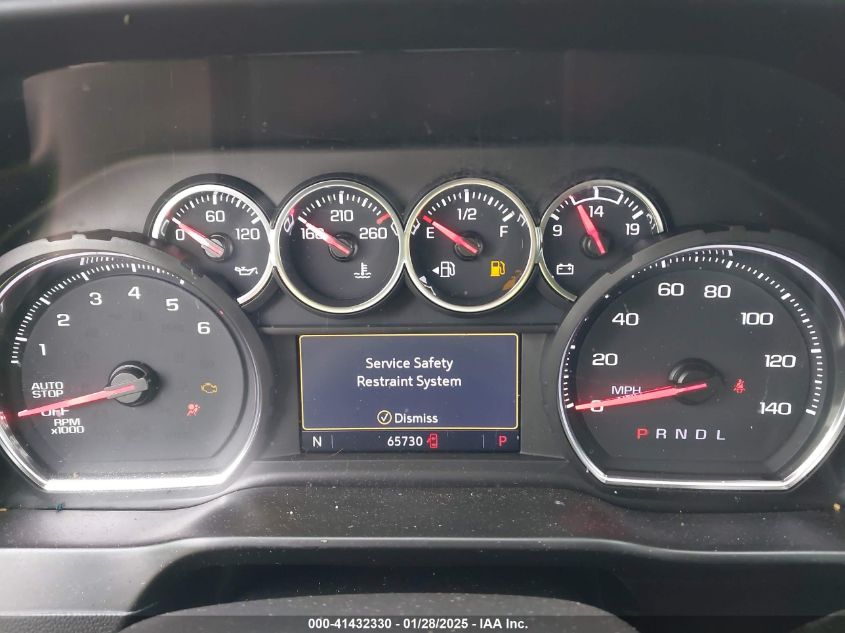 0 60 120
160 210 260
E 1/2 F
9 14 19
1 2 3 4 5 6
AUTO
STOP
OFF
RPM
x1000
Service Safety
Restraint System
Dismiss
N 65730 P
0 20 40 60 80 100 120 140
MPH
P R N D L
000-41432330 - 01/28/2025 - IAA Inc.